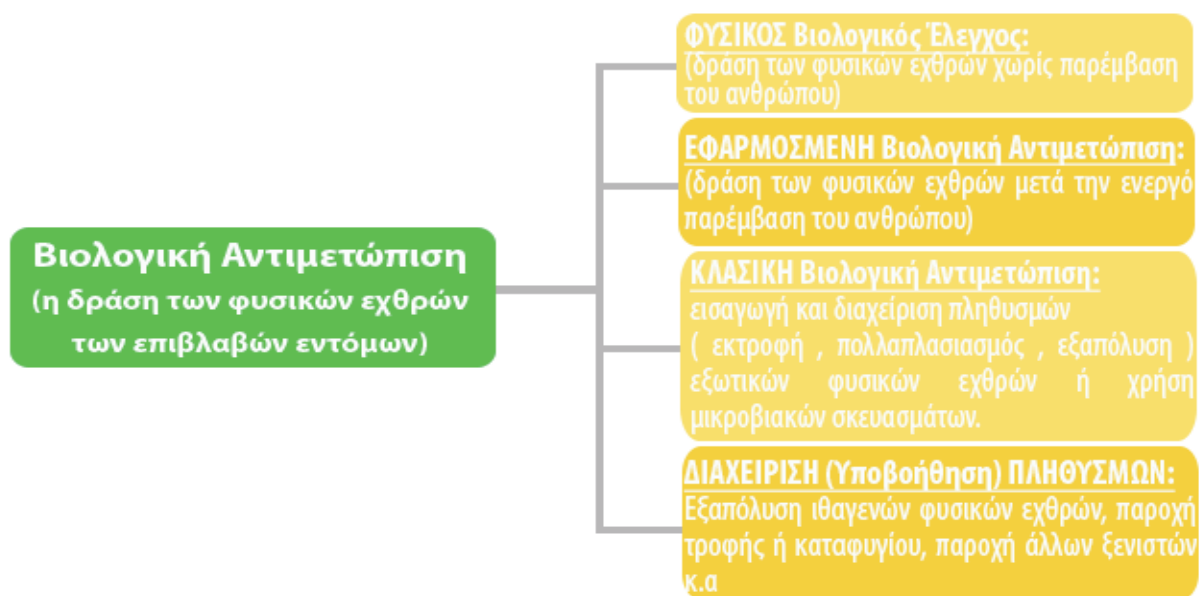 Βιολογική Αντιμετώπιση
(η δράση των φυσικών εχθρών
των επιβλαβών εντόμων)
ΦΥΣΙΚΟΣ Βιολογικός Έλεγχος:
(δράση των φυσικών εχθρών χωρίς παρέμβαση
του ανθρώπου)
ΕΦΑΡΜΟΣΜΕΝΗ Βιολογική Αντιμετώπιση:
(δράση των φυσικών εχθρών μετά την ενεργό
παρέμβαση του ανθρώπου)
ΚΛΑΣΙΚΗ Βιολογική Αντιμετώπιση:
εισαγωγή και διαχείριση πληθυσμών
( εκτροφή , πολλαπλασιασμός , εξαπόλυση )
εξωτικών φυσικών εχθρών ή χρήση
μικροβιακών σκευασμάτων.
ΔΙΑΧΕΙΡΙΣΗ (Υποβοήθηση) ΠΛΗΘΥΣΜΩΝ:
Εξαπόλυση ιθαγενών φυσικών εχθρών, παροχή
τροφής ή καταφυγίου, παροχή άλλων ξενιστών
κ.α